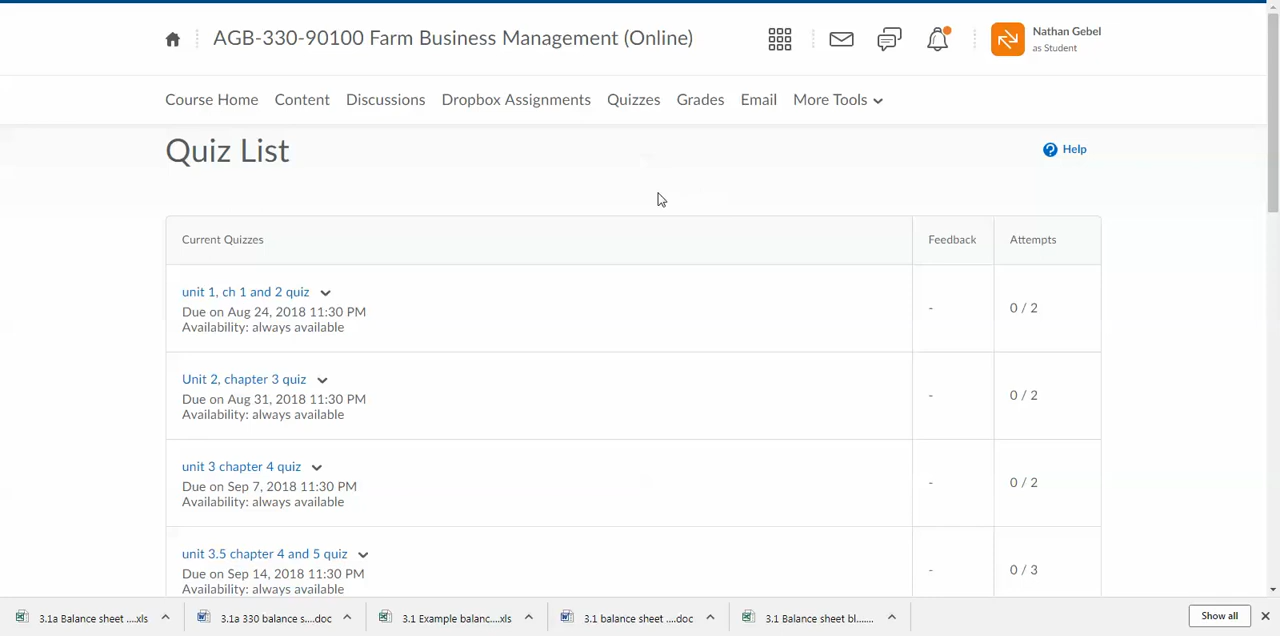 AGB-330-90100 Farm Business Management (Online)
Nathan Gebel
as Student
Course Home Content Discussions Dropbox Assignments Quizzes Grades Email More Tools
Quiz List
Help
Current Quizzes Feedback Attempts
unit 1, ch 1 and 2 quiz
Due on Aug 24, 2018 11:30 PM
Availability: always available
- 0 / 2
Unit 2, chapter 3 quiz
Due on Aug 31, 2018 11:30 PM
Availability: always available
- 0 / 2
unit 3 chapter 4 quiz
Due on Sep 7, 2018 11:30 PM
Availability: always available
- 0 / 2
unit 3.5 chapter 4 and 5 quiz
Due on Sep 14, 2018 11:30 PM
Availability: always available
- 0 / 3
3.1a Balance sheet ....xls 3.1a 330 balance s....doc 3.1 Example balanc....xls 3.1 balance sheet ....doc 3.1 Balance sheet bl....... Show all